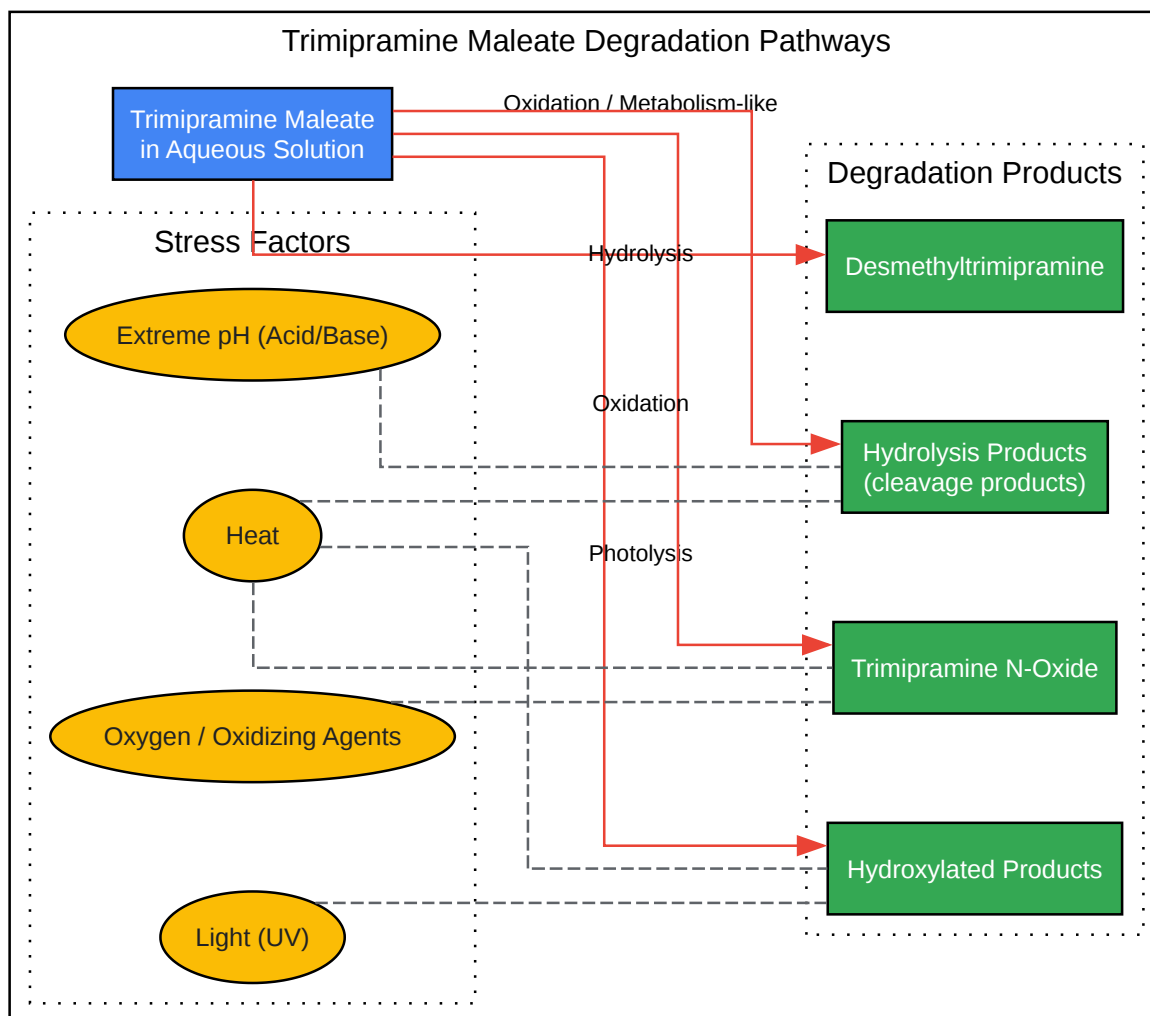 Trimipramine Maleate Degradation Pathways
Trimipramine Maleate
in Aqueous Solution
Oxidation / Metabolism-like
Degradation Products
Stress Factors
Hydrolysis
Desmethyltrimipramine
Extreme pH (Acid/Base)
Oxidation
Hydrolysis Products
(cleavage products)
Heat
Photolysis
Trimipramine N-Oxide
Oxygen / Oxidizing Agents
Hydroxylated Products
Light (UV)